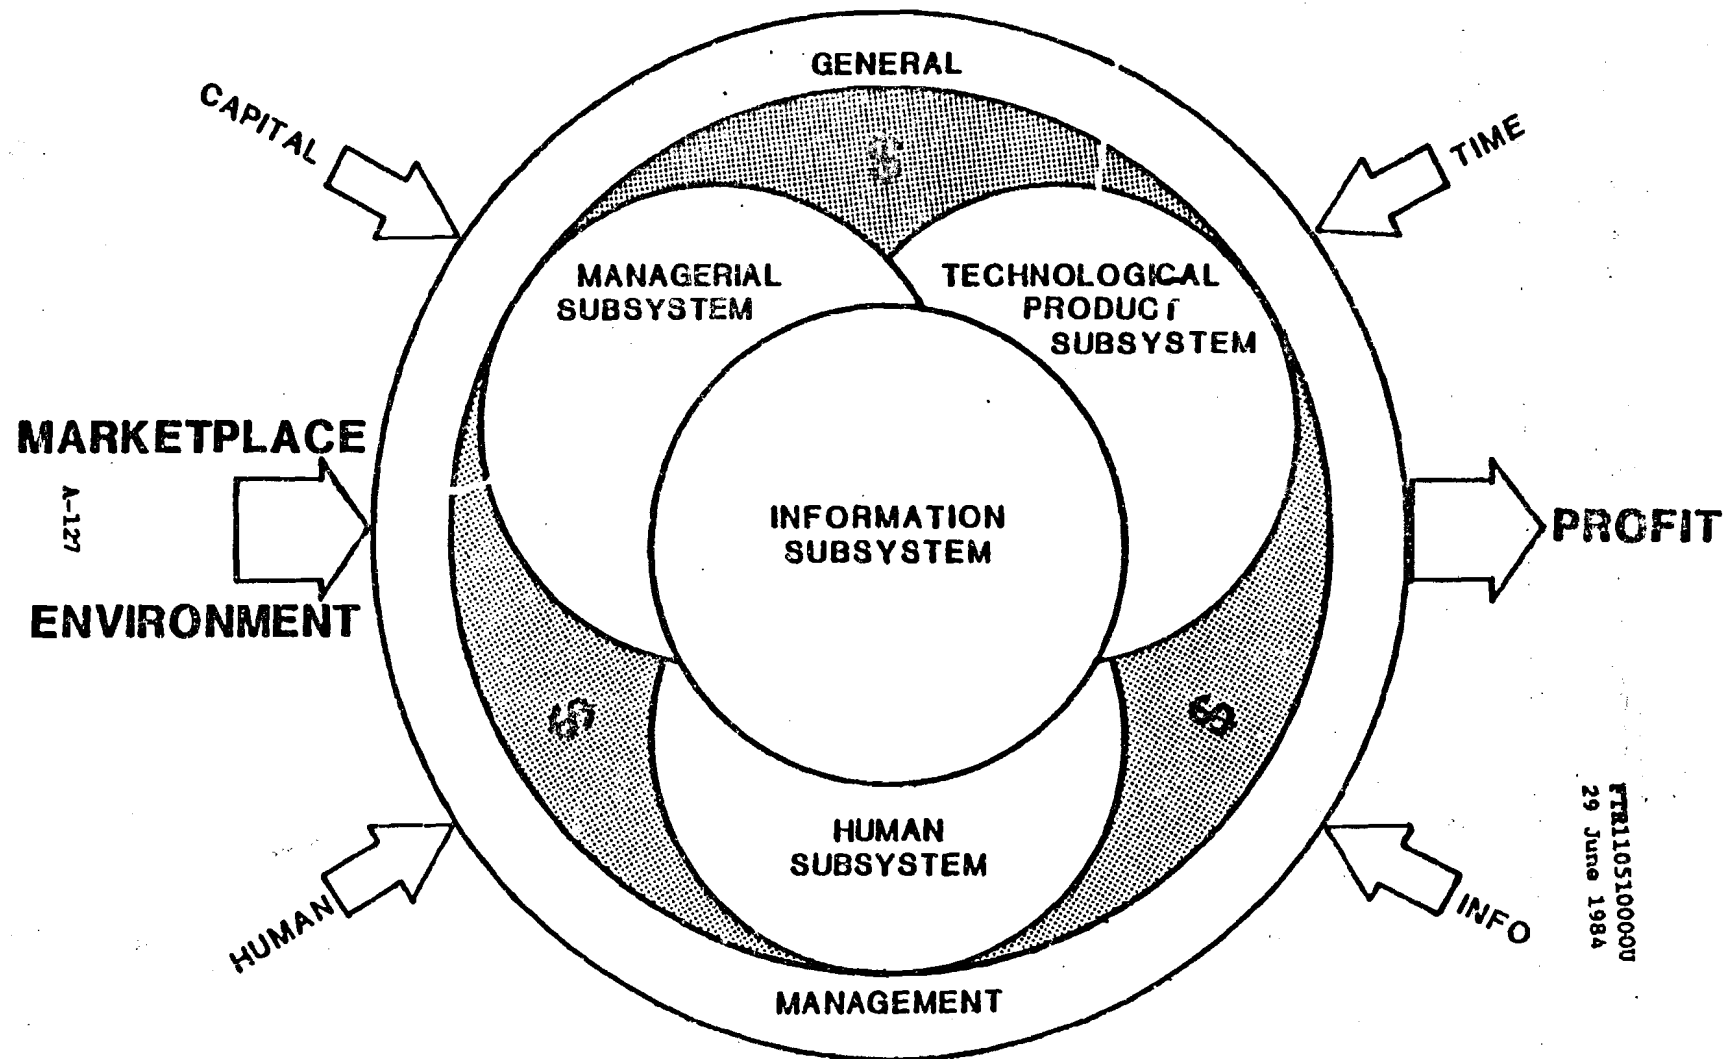 GENERAL
CAPITAL
TIME
$
MANAGERIAL
SUBSYSTEM
TECHNOLOGICAL
PRODUCT
SUBSYSTEM
MARKETPLACE
ENVIRONMENT
A-127
INFORMATION
SUBSYSTEM
PROFIT
$
$
HUMAN
SUBSYSTEM
HUMAN
INFO
MANAGEMENT
FTR110510000U
29 June 1984